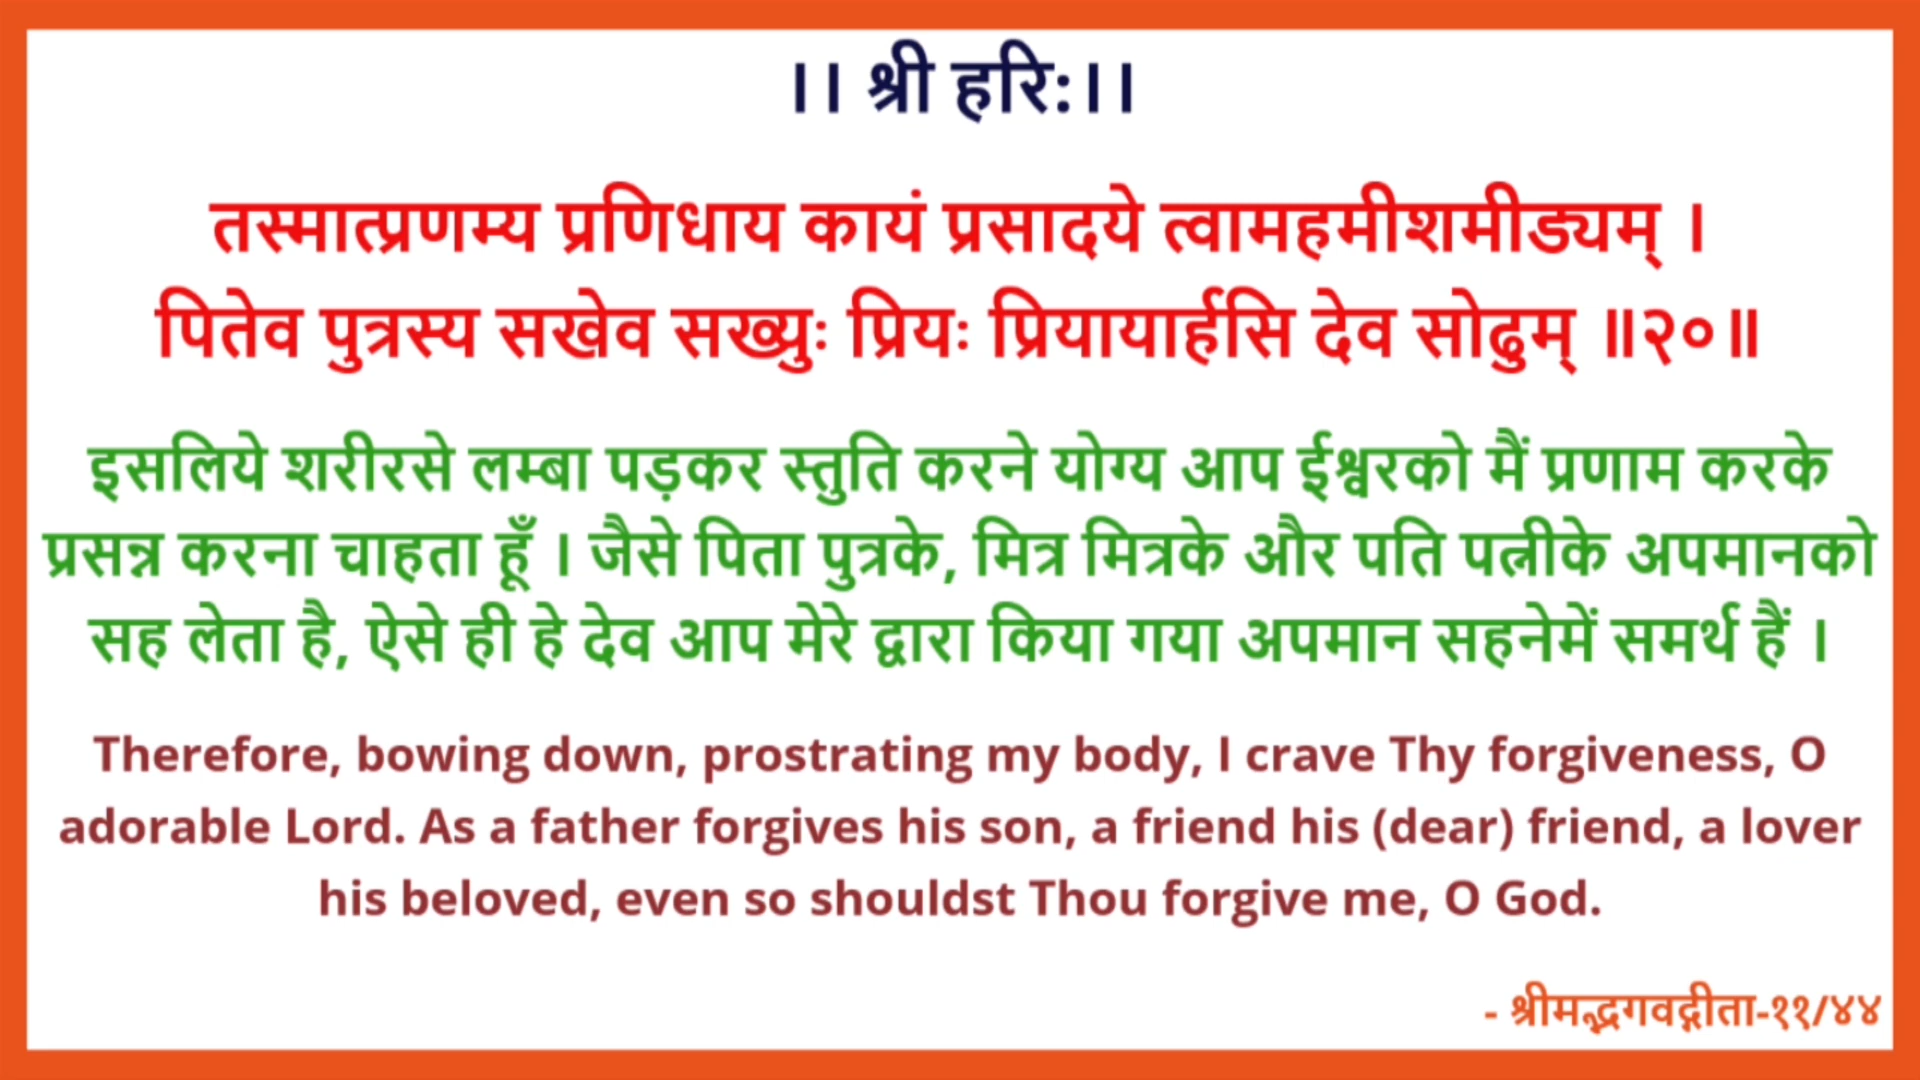 ।। श्री हरि:।।
तस्मात्प्रणम्य प्रणिधाय कायं प्रसादये त्वामहमीशमीड्यम् ।
पितेव पुत्रस्य सखेव सख्युः प्रियः प्रियायार्हसि देव सोढुम् ॥२०॥
इसलिये शरीरसे लम्बा पड़कर स्तुति करने योग्य आप ईश्वरको मैं प्रणाम करके
प्रसन्न करना चाहता हूँ । जैसे पिता पुत्रके, मित्र मित्रके और पति पत्नीके अपमानको
सह लेता है, ऐसे ही हे देव आप मेरे द्वारा किया गया अपमान सहनेमें समर्थ हैं ।
Therefore, bowing down, prostrating my body, I crave Thy forgiveness, O
adorable Lord. As a father forgives his son, a friend his (dear) friend, a lover
his beloved, even so shouldst Thou forgive me, O God.
- श्रीमद्भगवद्गीता-११/४४